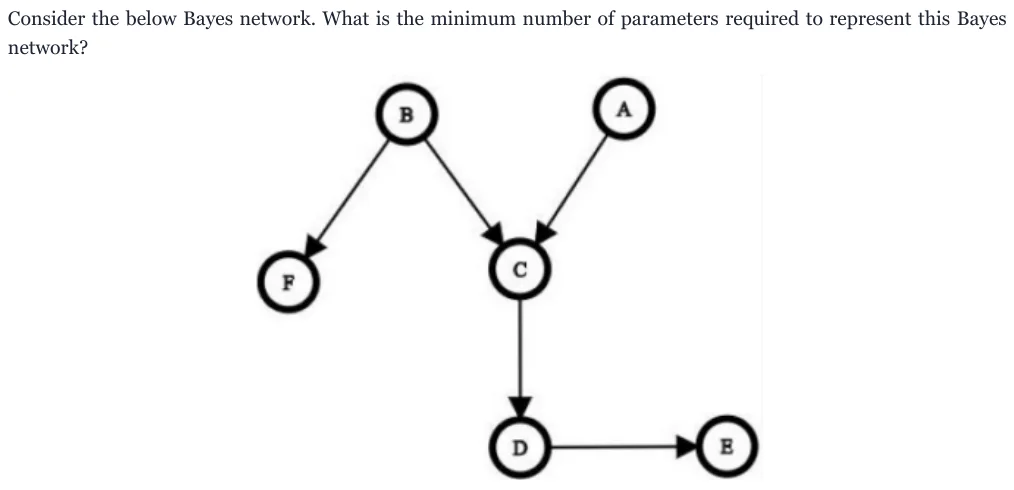 Consider the below Bayes network. What is the minimum number of parameters required to represent this Bayes
network?
B
A
F
C
D
E